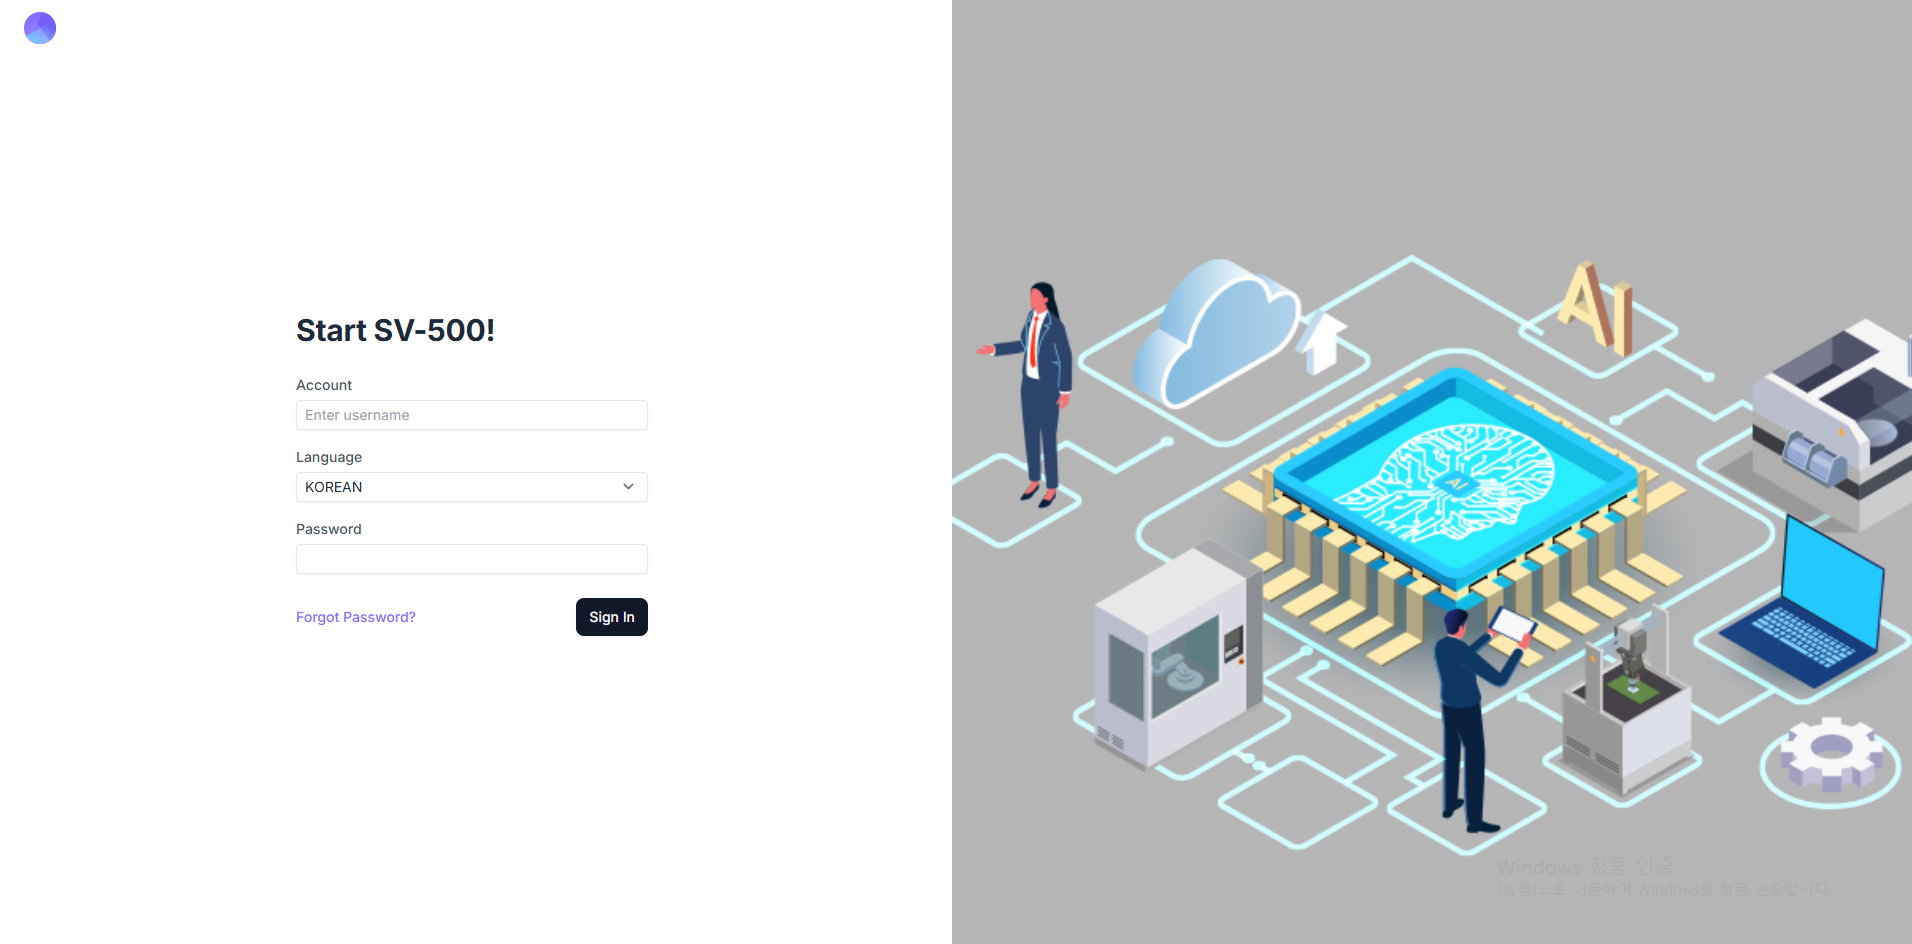 Start SV-500!
Account
Enter username
Language
KOREAN
Password
Forgot Password?
Sign In
AI
AI
Windows 정품 인증
[설정]으로 이동하여 Windows를 정품 인증합니다.